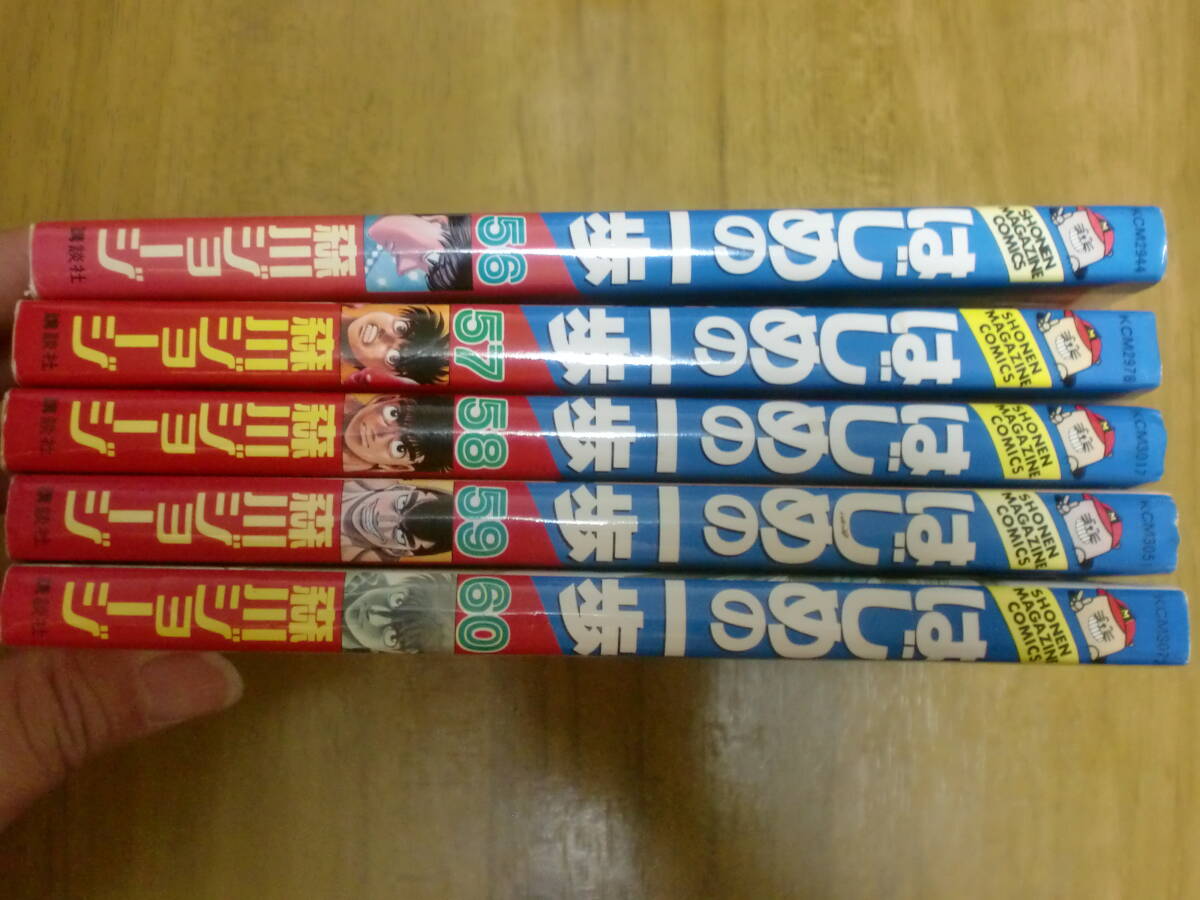 KCM2944
SHONEN
MAGAZINE
COMICS
はじめの一歩
56
森川ジョージ
講談社
KCM2978
SHONEN
MAGAZINE
COMICS
はじめの一歩
57
森川ジョージ
講談社
KCM3017
SHONEN
MAGAZINE
COMICS
はじめの一歩
58
森川ジョージ
講談社
KCM3051
SHONEN
MAGAZINE
COMICS
はじめの一歩
59
森川ジョージ
講談社
SHONEN
MAGAZINE
COMICS
はじめの一歩
60
森川ジョージ
講談社